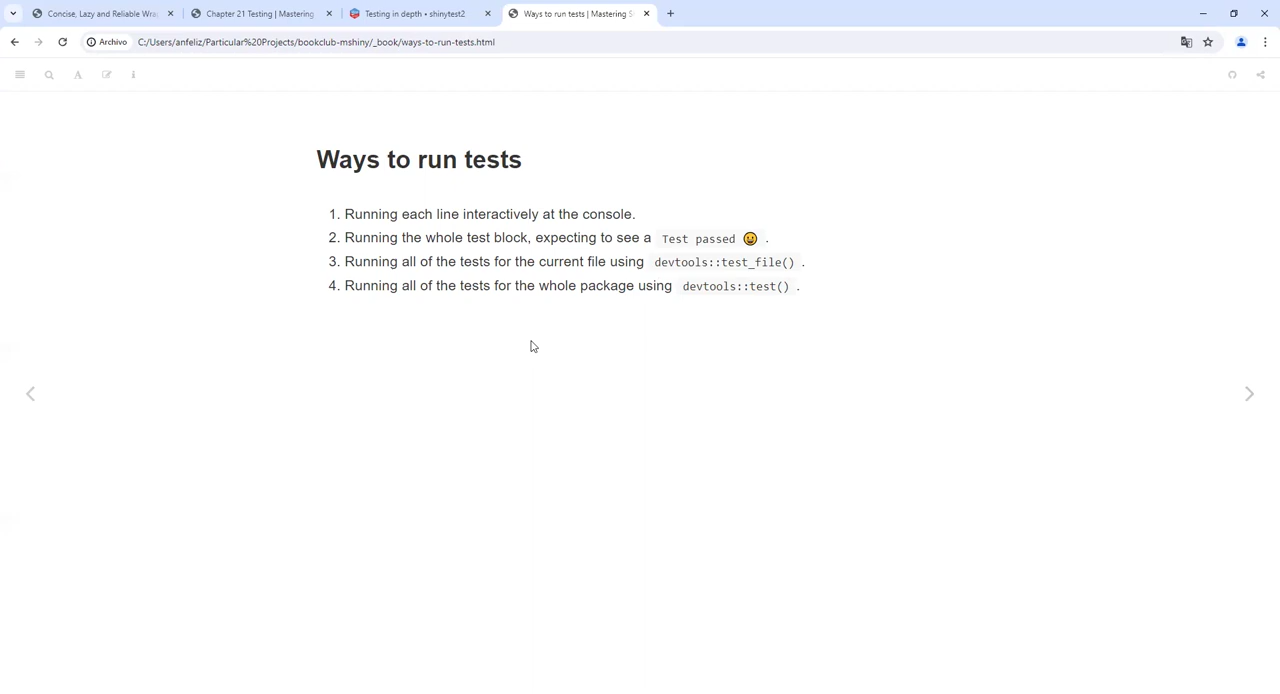 Concise, Lazy and Reliable Wra
Chapter 21 Testing | Mastering
Testing in depth • shinytest2
Ways to run tests | Mastering S
Archivo
C:/Users/anfeliz/Particular%20Projects/bookclub-mshiny/_book/ways-to-run-tests.html
Ways to run tests
1. Running each line interactively at the console.
2. Running the whole test block, expecting to see a Test passed 😀 .
3. Running all of the tests for the current file using devtools::test_file() .
4. Running all of the tests for the whole package using devtools::test() .